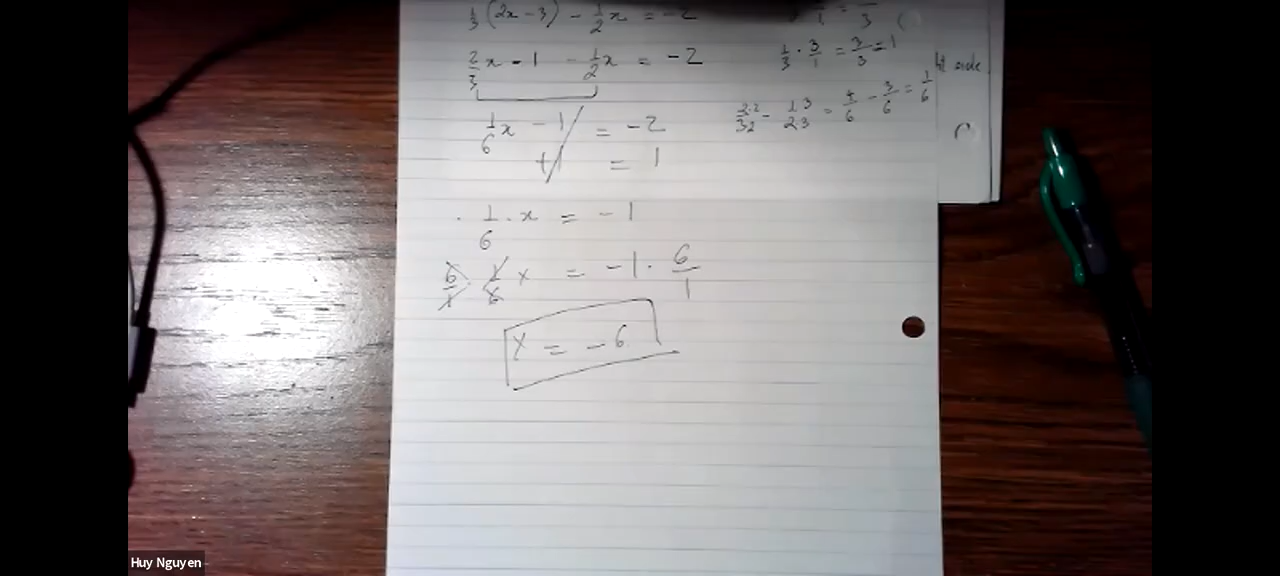 1/3 (2x - 3) - 1/2 x = -2
2/3 x - 1 - 1/2 x = -2
1/6 x - 1 = -2
+1 = 1
· 1/6 · x = -1
6/1 · 1/6 x = -1 · 6/1
x = -6
1/3 · 3/1 = 3/3 = 1
2·2/3·2 - 1·3/2·3 = 4/6 - 3/6 = 1/6
Huy Nguyen